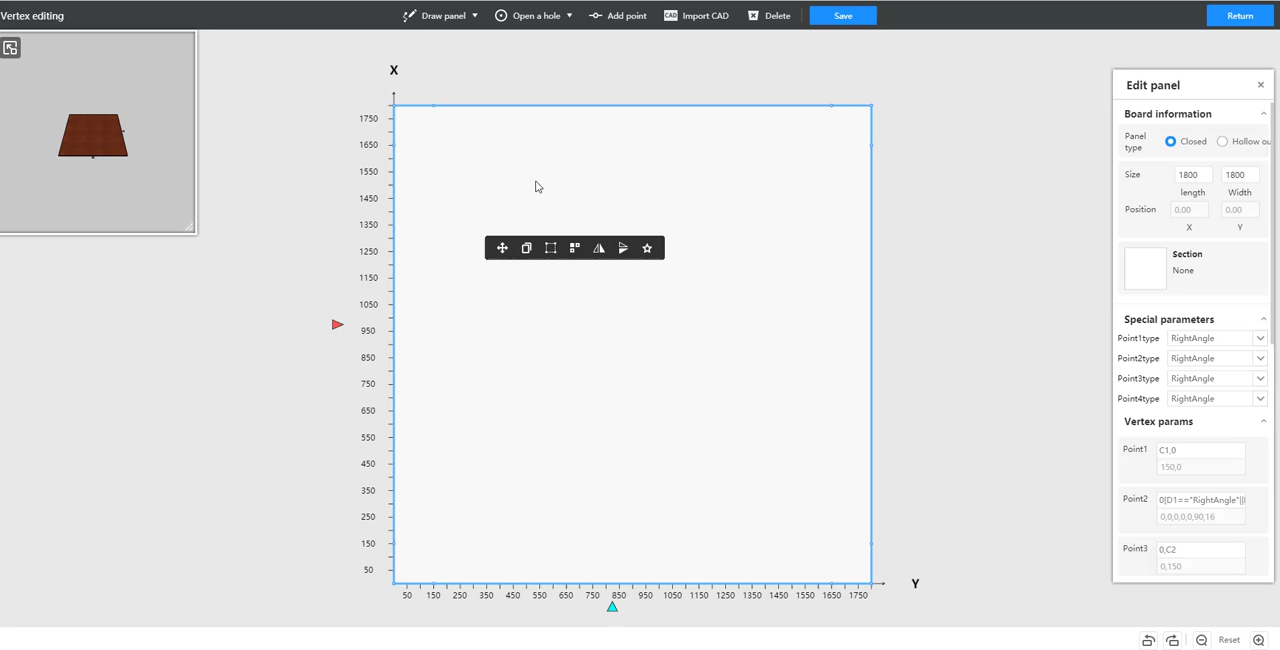 Vertex editing
Draw panel
Open a hole
Add point
CAD Import CAD
Delete
Save
Return
X
1750
1650
1550
1450
1350
1250
1150
1050
950
850
750
650
550
450
350
250
150
50
50 150 250 350 450 550 650 750 850 950 1050 1150 1250 1350 1450 1550 1650 1750
Y
Edit panel
Board information
Panel type
Closed
Hollow ou
Size
1800
1800
length
Width
Position
0.00
0.00
X
Y
Section
None
Special parameters
Point1type RightAngle
Point2type RightAngle
Point3type RightAngle
Point4type RightAngle
Vertex params
Point1 C1,0
150,0
Point2 0[D1=="RightAngle"||
0,0,0,0,0,90,16
Point3 0,C2
0,150
Reset